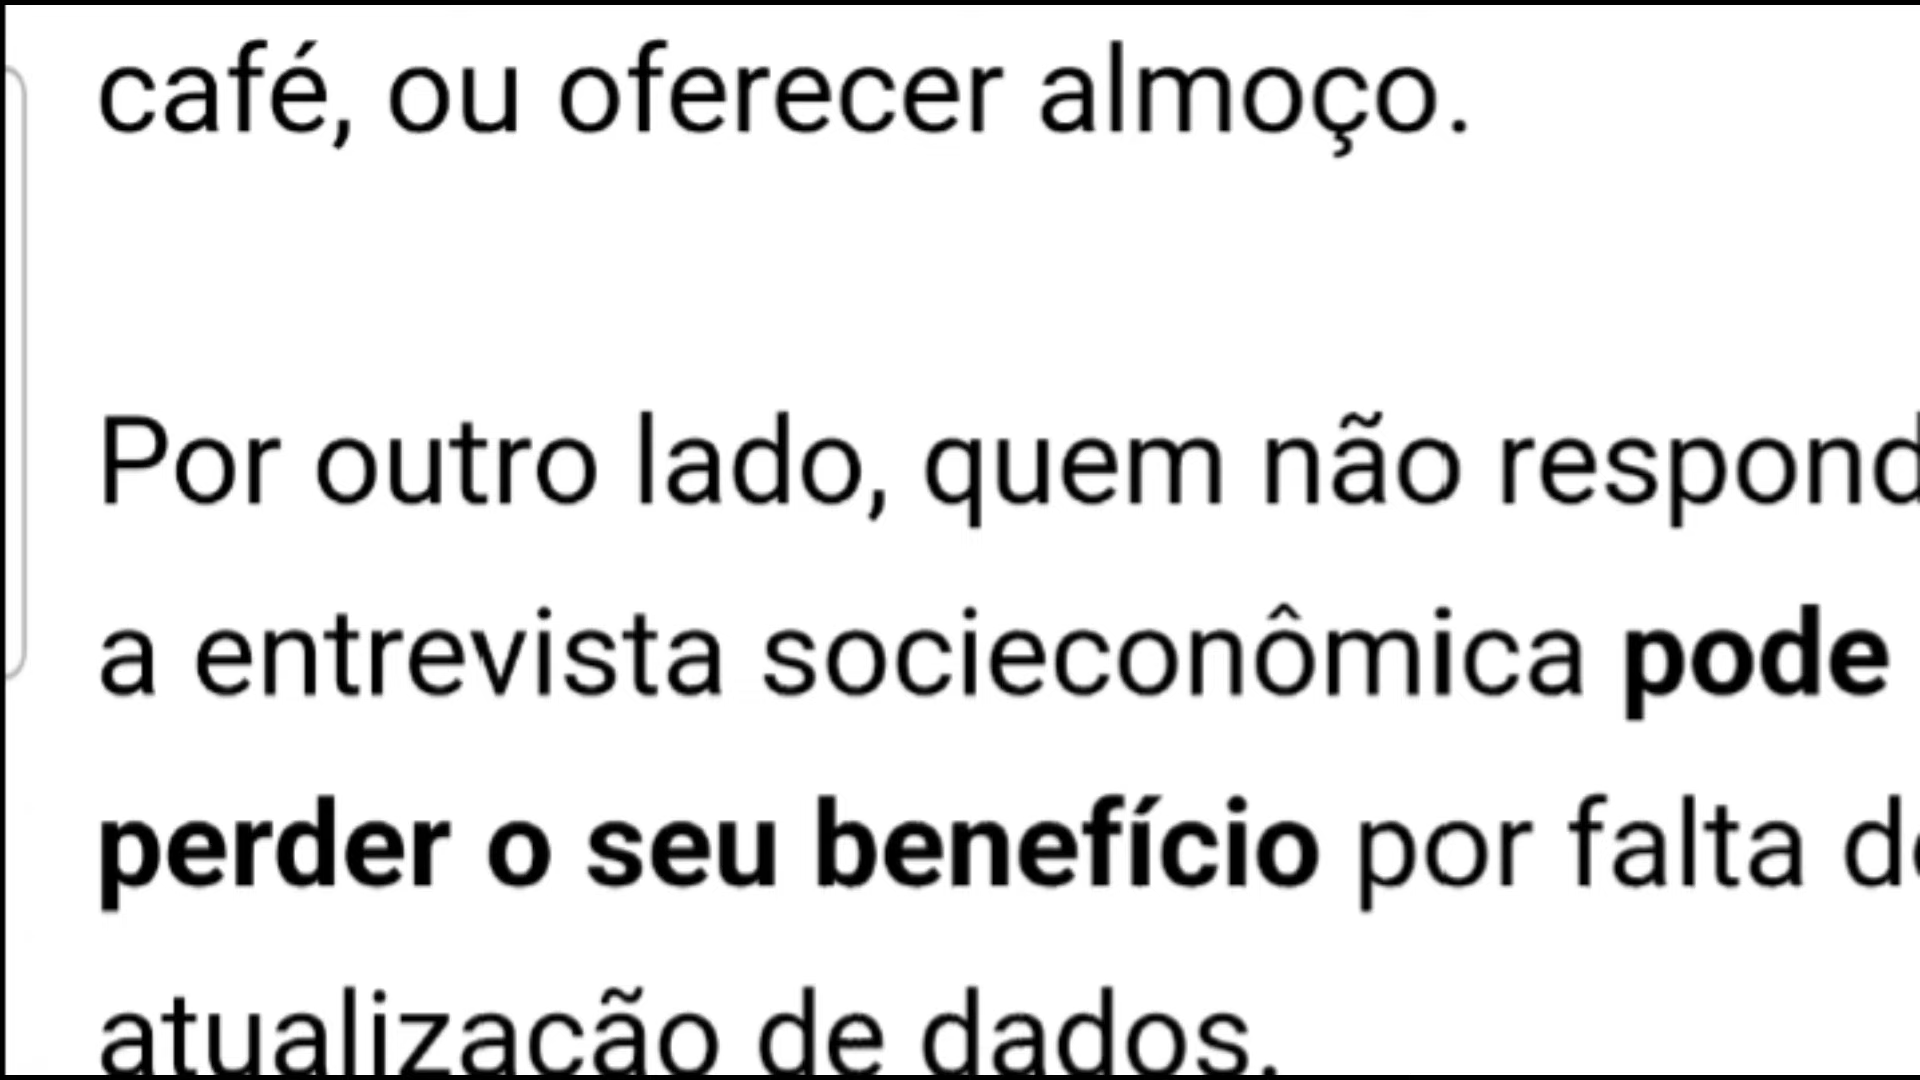 café, ou oferecer almoço.
Por outro lado, quem não respond
a entrevista socieconômica pode
perder o seu benefício por falta de
atualização de dados.